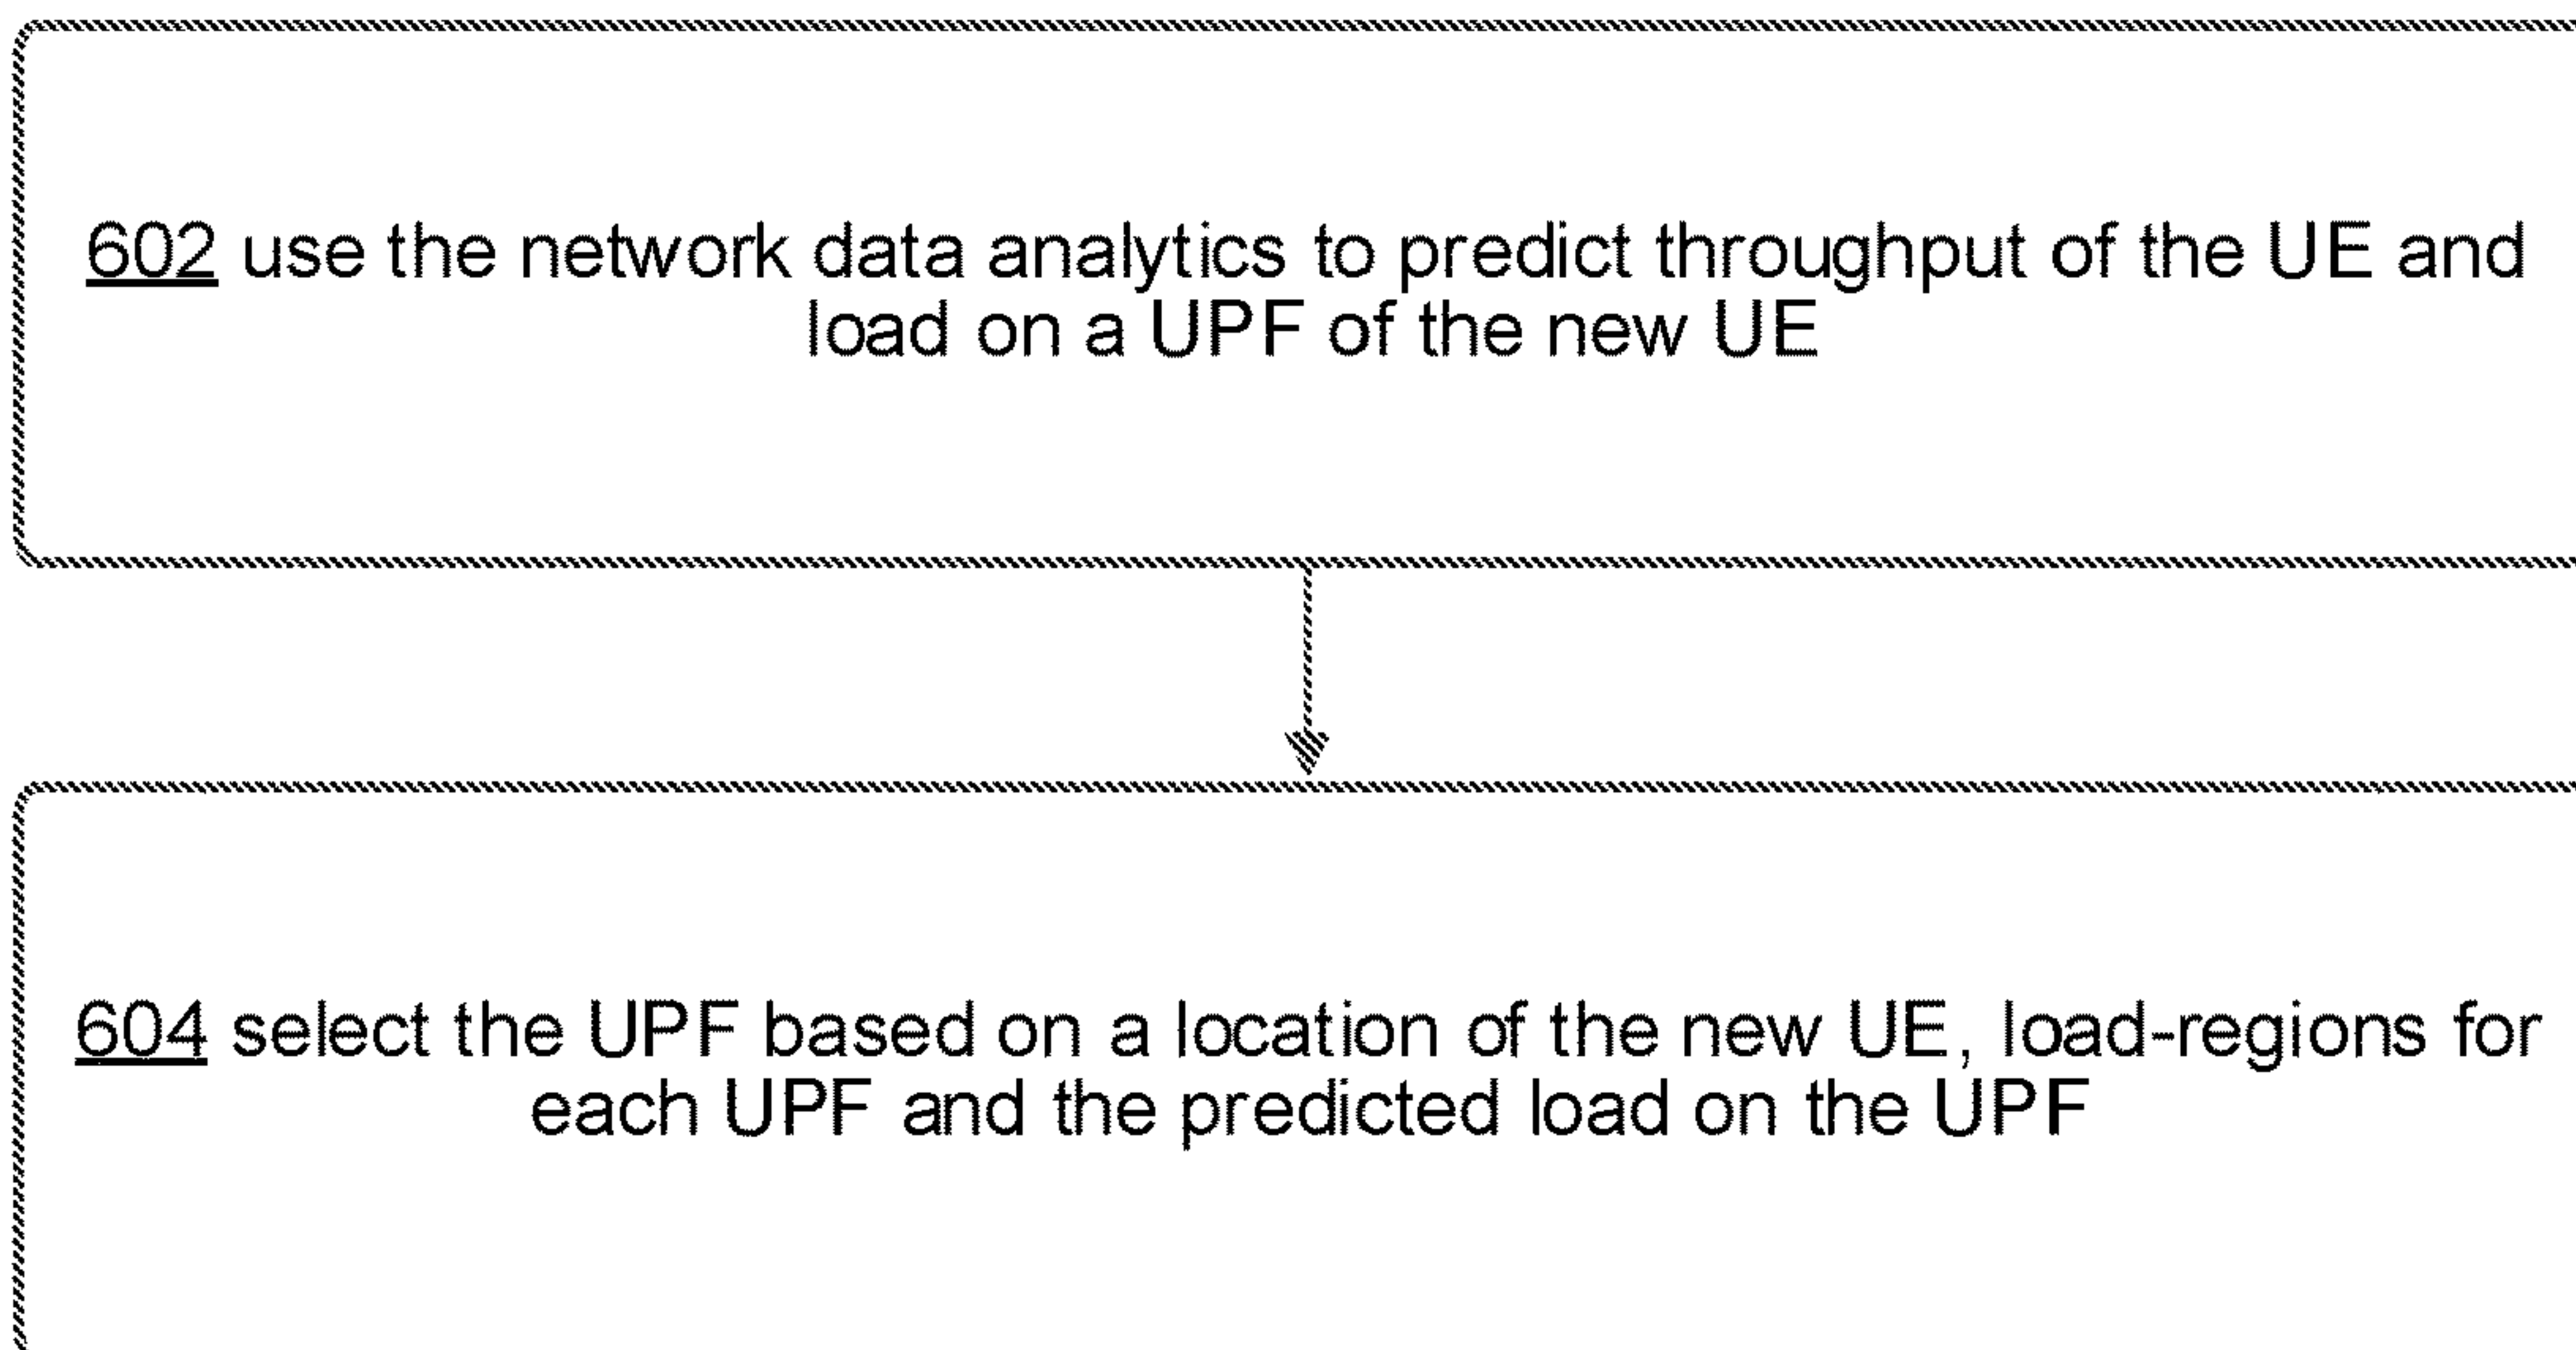 602 use the network data analytics to predict throughput of the UE and
load on a UPF of the new UE
604 select the UPF based on a location of the new UE, load-regions for
each UPF and the predicted load on the UPF